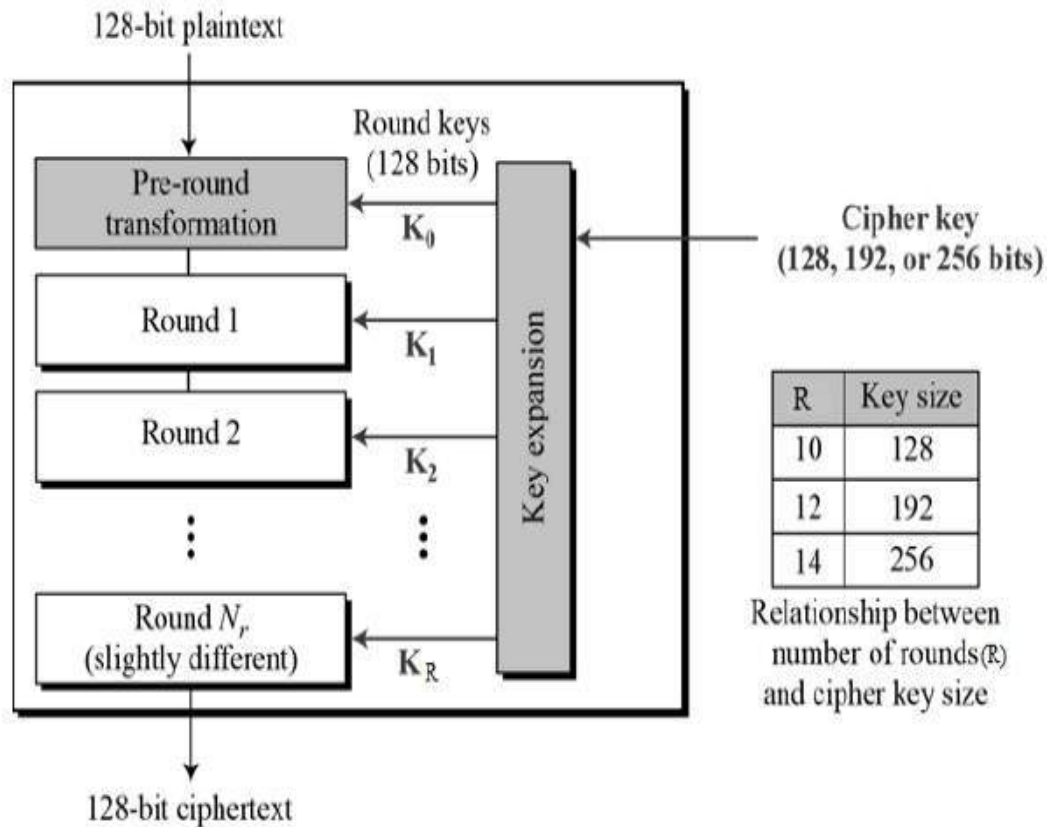 128-bit plaintext
Round keys
(128 bits)
Pre-round
transformation
K0
Cipher key
(128, 192, or 256 bits)
Round 1
K1
Round 2
K2
Key expansion
R Key size
10 128
12 192
14 256
Relationship between
number of rounds(R)
and cipher key size
Round Nr
(slightly different)
KR
128-bit ciphertext